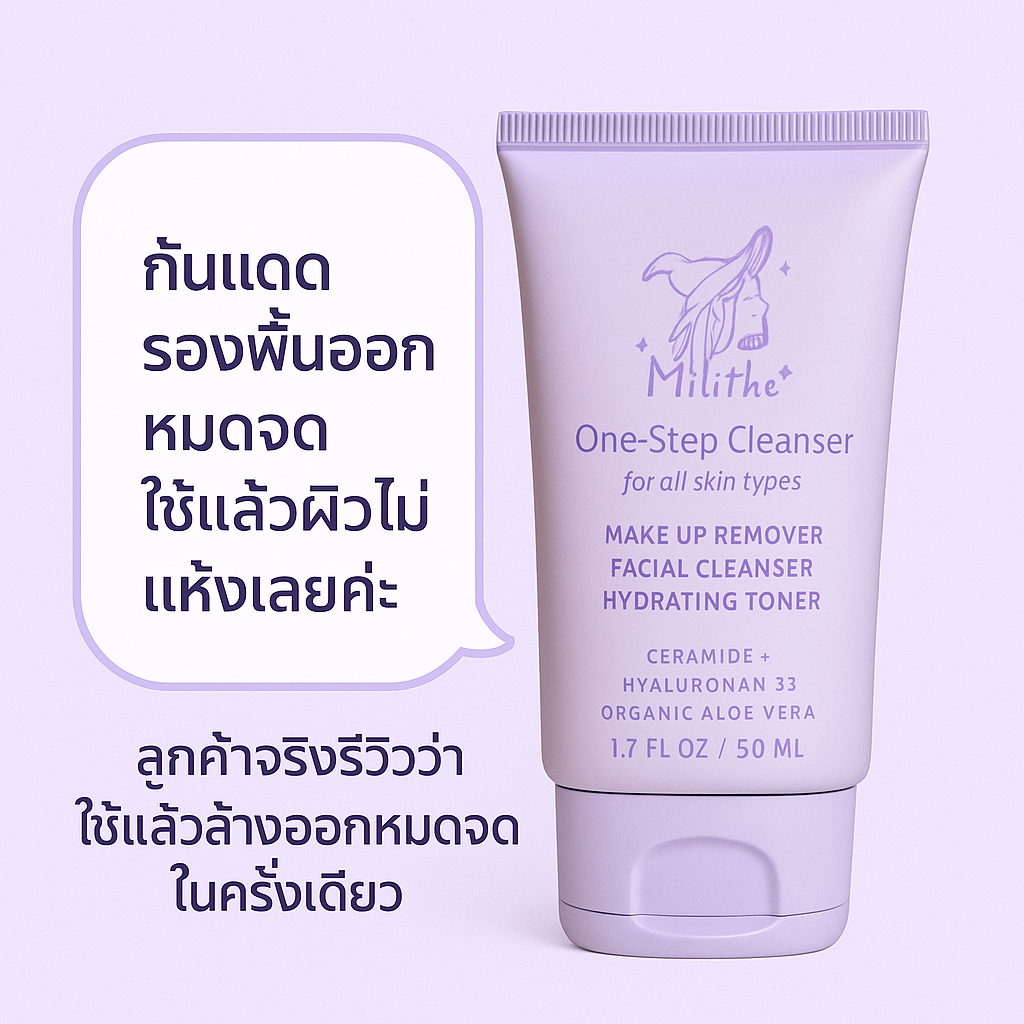 กันแดด
รองพื้นออก
หมดจด
ใช้แล้วผิวไม่
แห้งเลยค่ะ
ลูกค้าจริงรีวิวว่า
ใช้แล้วล้างออกหมดจด
ในครั้งเดียว
Milithe
One-Step Cleanser
for all skin types
MAKE UP REMOVER
FACIAL CLEANSER
HYDRATING TONER
CERAMIDE +
HYALURONAN 33
ORGANIC ALOE VERA
1.7 FL OZ / 50 ML